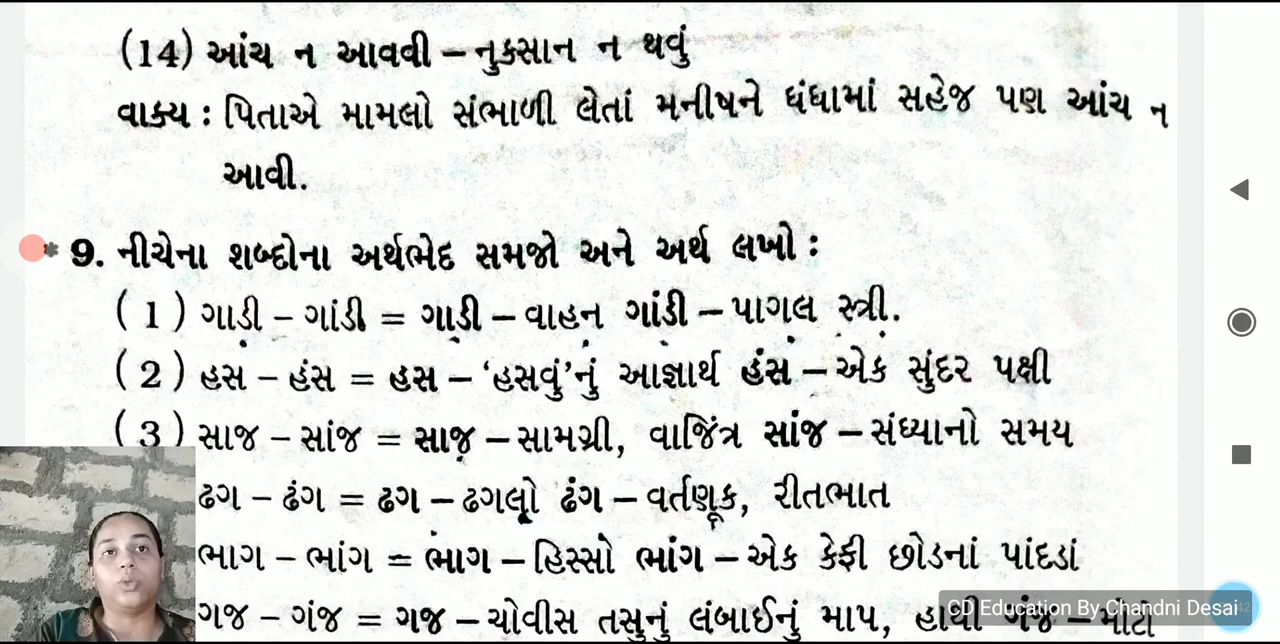 (14) આંચ ન આવવી – નુકસાન ન થવું
વાક્ય : પિતાએ મામલો સંભાળી લેતાં મનીષને ધંધામાં સહેજ પણ આંચ ન
આવી.
* 9. નીચેના શબ્દોના અર્થભેદ સમજો અને અર્થ લખો :
( 1 ) ગાડી – ગાંડી = ગાડી – વાહન ગાંડી – પાગલ સ્ત્રી.
( 2 ) હસ – હંસ = હસ – ‘હસવું’નું આજ્ઞાર્થ હંસ – એક સુંદર પક્ષી
( 3 ) સાજ – સાંજ = સાજ – સામગ્રી, વાજિંત્ર સાંજ – સંધ્યાનો સમય
ઢગ – ઢંગ = ઢગ – ઢગલો ઢંગ – વર્તણૂક, રીતભાત
ભાગ – ભાંગ = ભાગ – હિસ્સો ભાંગ – એક કેફી છોડનાં પાંદડાં
ગજ – ગંજ = ગજ – ચોવીસ તસુનું લંબાઈનું માપ, હાથી ગંજ – મોટો
CD Education By Chandni Desai